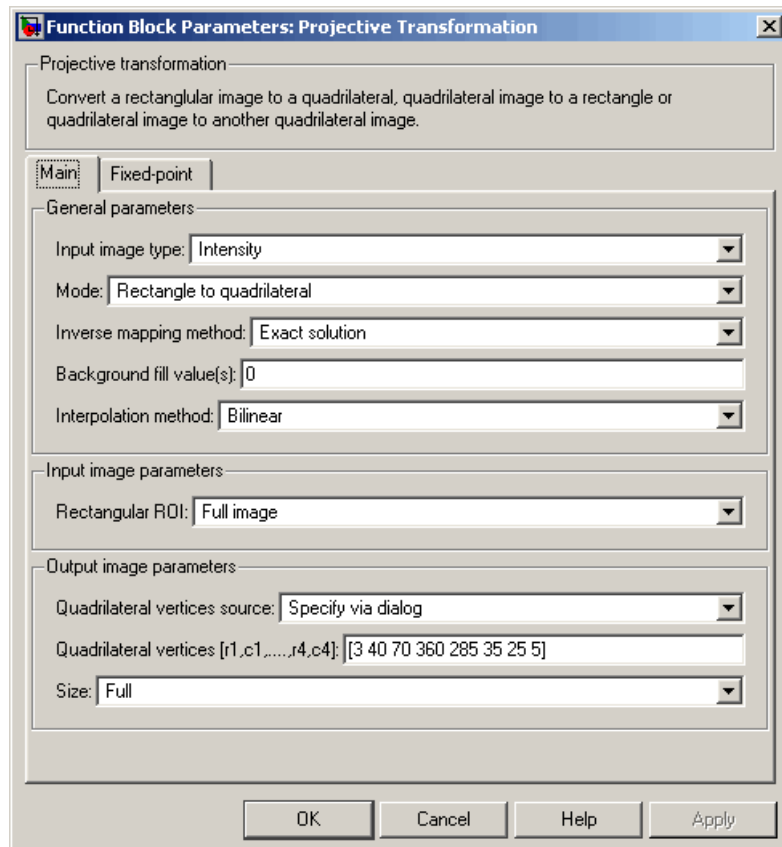 Function Block Parameters: Projective Transformation
Projective transformation
Convert a rectanglular image to a quadrilateral, quadrilateral image to a rectangle or
quadrilateral image to another quadrilateral image.
Main Fixed-point
General parameters
Input image type: Intensity
Mode: Rectangle to quadrilateral
Inverse mapping method: Exact solution
Background fill value(s): 0
Interpolation method: Bilinear
Input image parameters
Rectangular ROI: Full image
Output image parameters
Quadrilateral vertices source: Specify via dialog
Quadrilateral vertices [r1,c1,....,r4,c4]: [3 40 70 360 285 35 25 5]
Size: Full
OK Cancel Help Apply